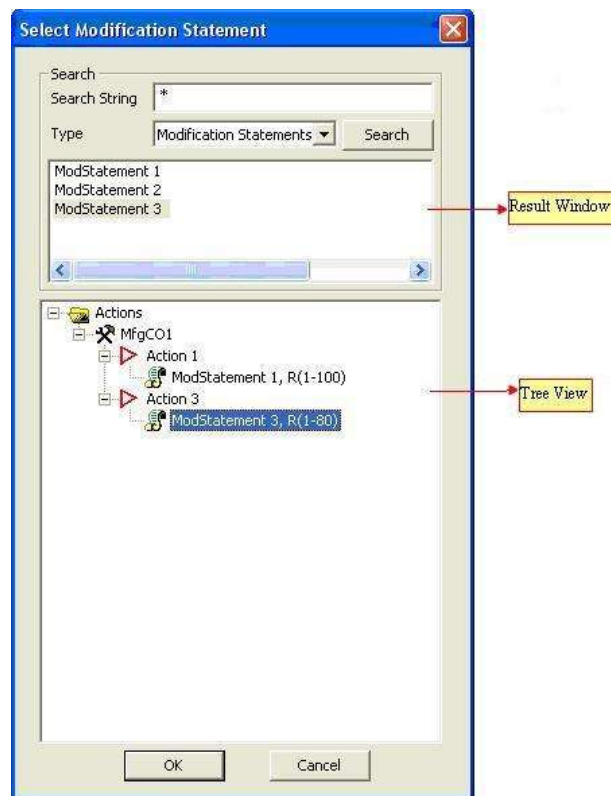 Select Modification Statement
Search
Search String *
Type Modification Statements Search
ModStatement 1
ModStatement 2
ModStatement 3
Result Window
Actions
MfgCO1
Action 1
ModStatement 1, R(1-100)
Action 3
Tree View
ModStatement 3, R(1-80)
OK Cancel